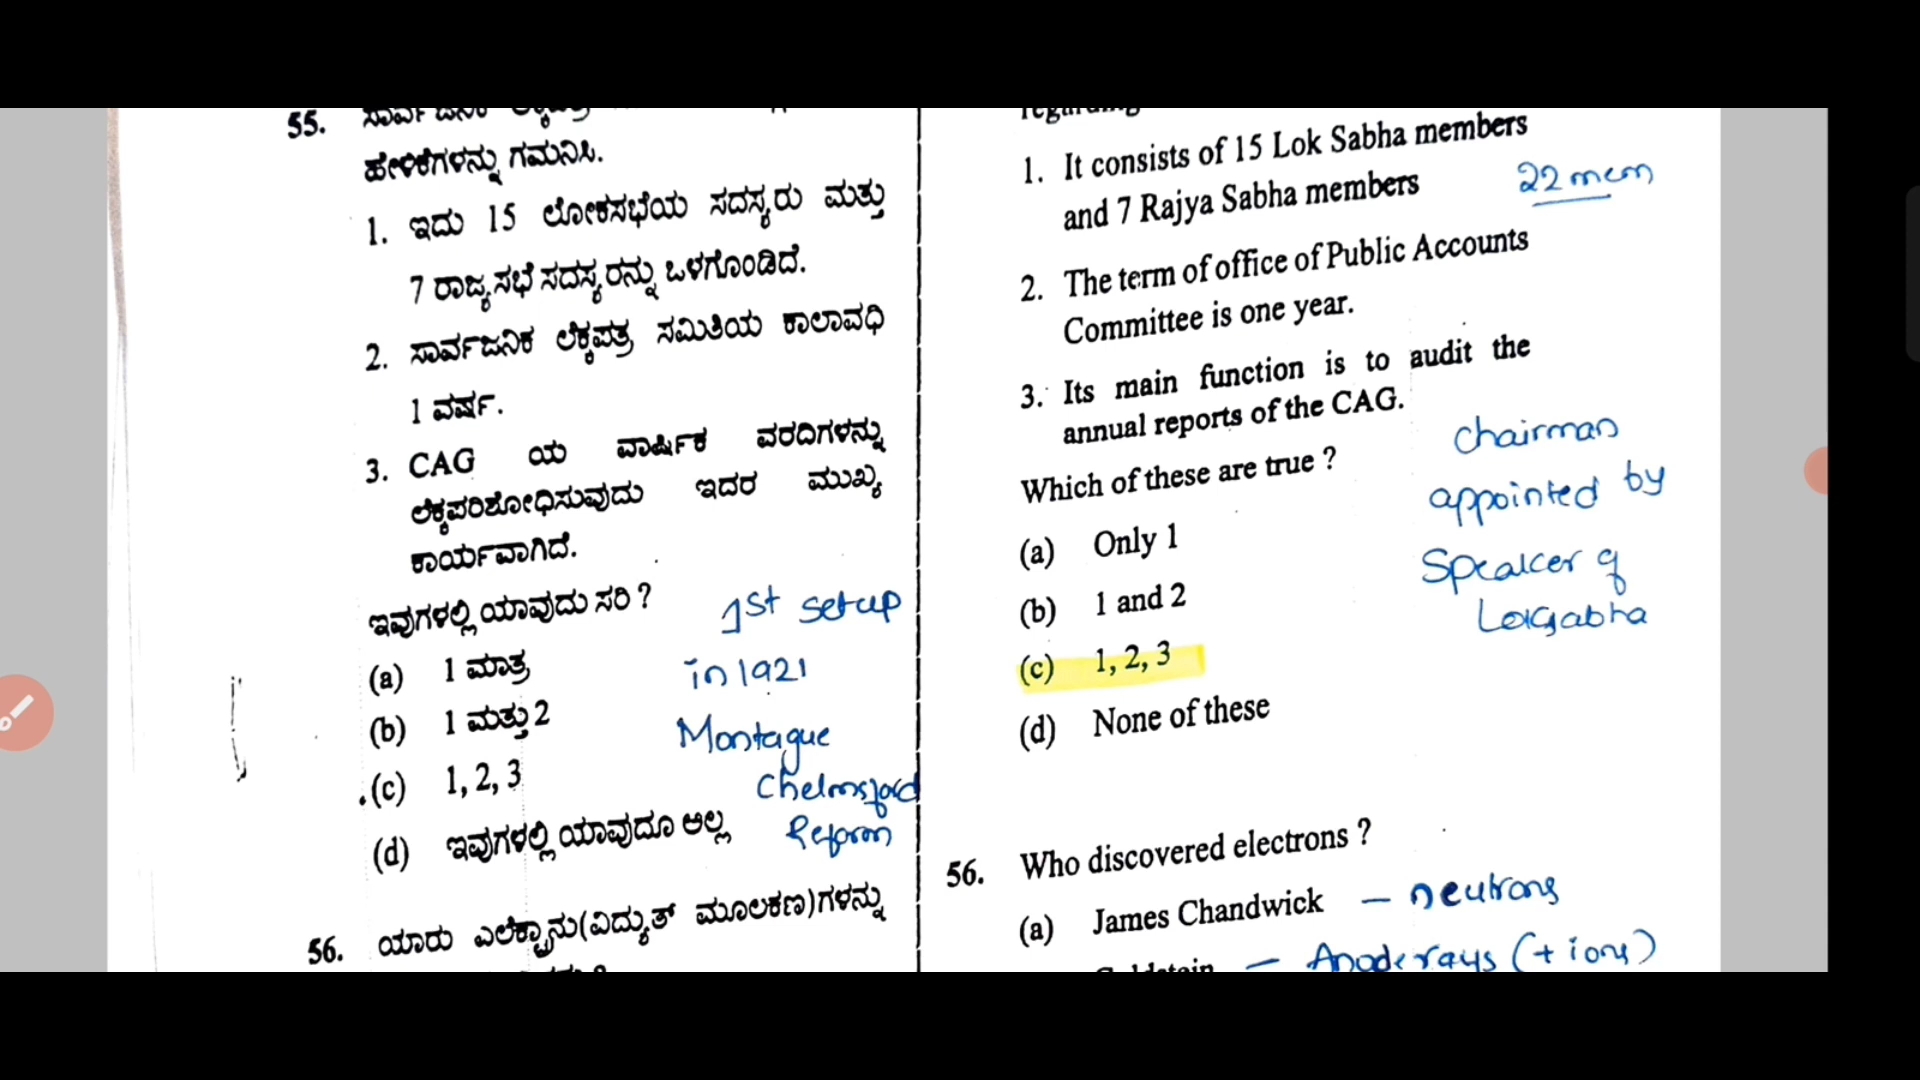 55.
ಹೇಳಿಕೆಗಳನ್ನು ಗಮನಿಸಿ.
1. ಇದು 15 ಲೋಕಸಭೆಯ ಸದಸ್ಯರು ಮತ್ತು
7 ರಾಜ್ಯಸಭೆ ಸದಸ್ಯರನ್ನು ಒಳಗೊಂಡಿದೆ.
2. ಸಾರ್ವಜನಿಕ ಲೆಕ್ಕಪತ್ರ ಸಮಿತಿಯ ಕಾಲಾವಧಿ
1 ವರ್ಷ.
3. CAG ಯ ವಾರ್ಷಿಕ ವರದಿಗಳನ್ನು
ಲೆಕ್ಕಪರಿಶೋಧಿಸುವುದು ಇದರ ಮುಖ್ಯ
ಕಾರ್ಯವಾಗಿದೆ.
ಇವುಗಳಲ್ಲಿ ಯಾವುದು ಸರಿ ?
1st setup
(a) 1 ಮಾತ್ರ
in 1921
(b) 1 ಮತ್ತು 2
Montague
(c) 1, 2, 3
Chelmsford
(d) ಇವುಗಳಲ್ಲಿ ಯಾವುದೂ ಅಲ್ಲ
Reform
56. ಯಾರು ಎಲೆಕ್ಟ್ರಾನು(ವಿದ್ಯುತ್ ಮೂಲಕಣ)ಗಳನ್ನು
regarding
1. It consists of 15 Lok Sabha members
and 7 Rajya Sabha members
22 mem
2. The term of office of Public Accounts
Committee is one year.
3. Its main function is to audit the
annual reports of the CAG.
Which of these are true ?
chairman
appointed by
Speaker of
(a) Only 1
(b) 1 and 2
(c) 1, 2, 3
(d) None of these
56. Who discovered electrons ?
(a) James Chandwick – neutrons
– Anode rays (+ ions)